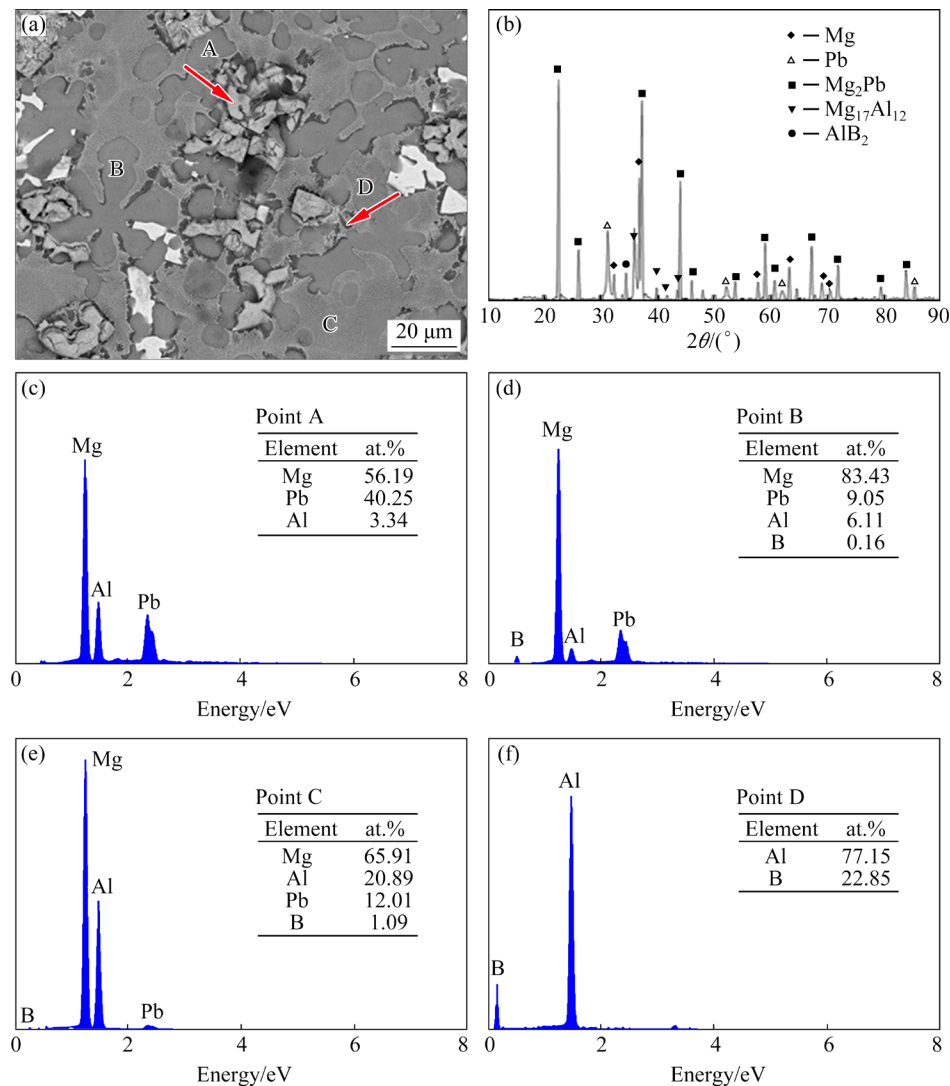 (a)
A
B
D
C
20 μm
(b)
◆ — Mg
△ — Pb
■ — Mg₂Pb
▼ — Mg₁₇Al₁₂
● — AlB₂
10 20 30 40 50 60 70 80 90
2θ/(°)
(c)
Point A
Element at.%
Mg 56.19
Pb 40.25
Al 3.34
Mg
Al
Pb
0 2 4 6 8
Energy/eV
(d)
Point B
Element at.%
Mg 83.43
Pb 9.05
Al 6.11
B 0.16
Mg
B
Al
Pb
0 2 4 6 8
Energy/eV
(e)
Point C
Element at.%
Mg 65.91
Al 20.89
Pb 12.01
B 1.09
Mg
Al
B
Pb
0 2 4 6 8
Energy/eV
(f)
Point D
Element at.%
Al 77.15
B 22.85
Al
B
0 2 4 6 8
Energy/eV